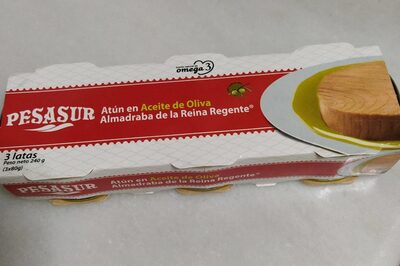 omega 3
PESASUR
Atún en Aceite de Oliva
Almadraba de la Reina Regente®
3 latas
Peso neto 240 g
(3x80g)
PESASUR
Atún en Aceite de Oliva
Almadraba de la Reina Regente®